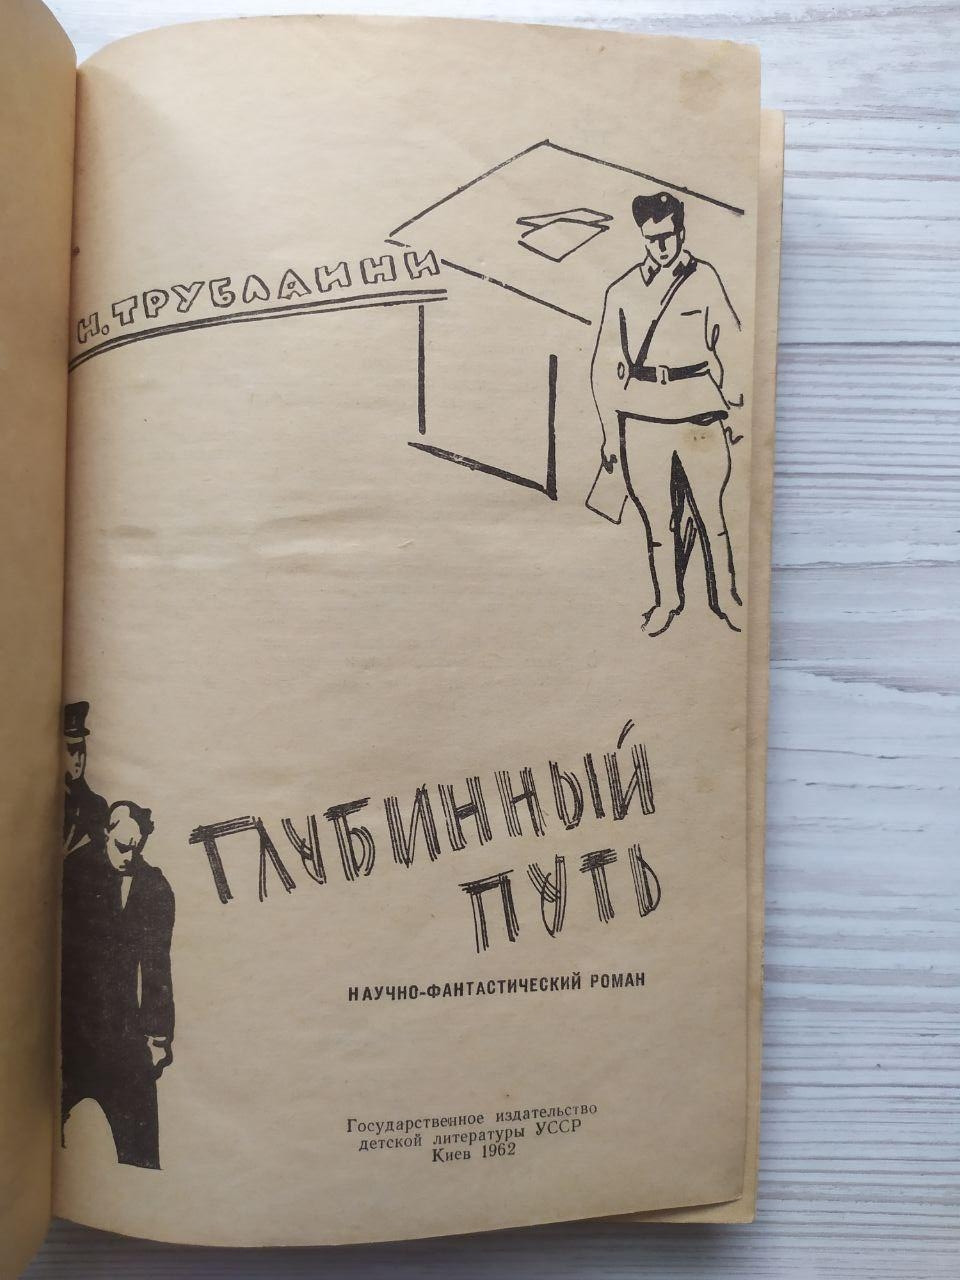 Н. ТРУБЛАИНИ
ГЛУБИННЫЙ
ПУТЬ
НАУЧНО-ФАНТАСТИЧЕСКИЙ РОМАН
Государственное издательство
детской литературы УССР
Киев 1962